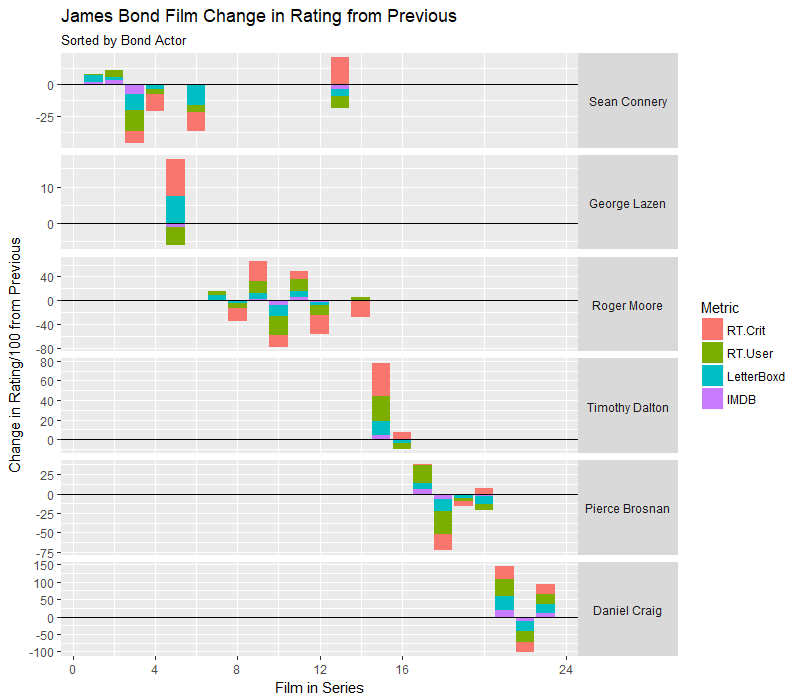 James Bond Film Change in Rating from Previous
Sorted by Bond Actor
Change in Rating/100 from Previous
0
-25
Sean Connery
10
0
George Lazen
40
0
-40
-80
Roger Moore
80
60
40
20
0
Timothy Dalton
25
0
-25
-50
-75
Pierce Brosnan
150
100
50
0
-50
-100
Daniel Craig
0 4 8 12 16 24
Film in Series
Metric
RT.Crit
RT.User
LetterBoxd
IMDB